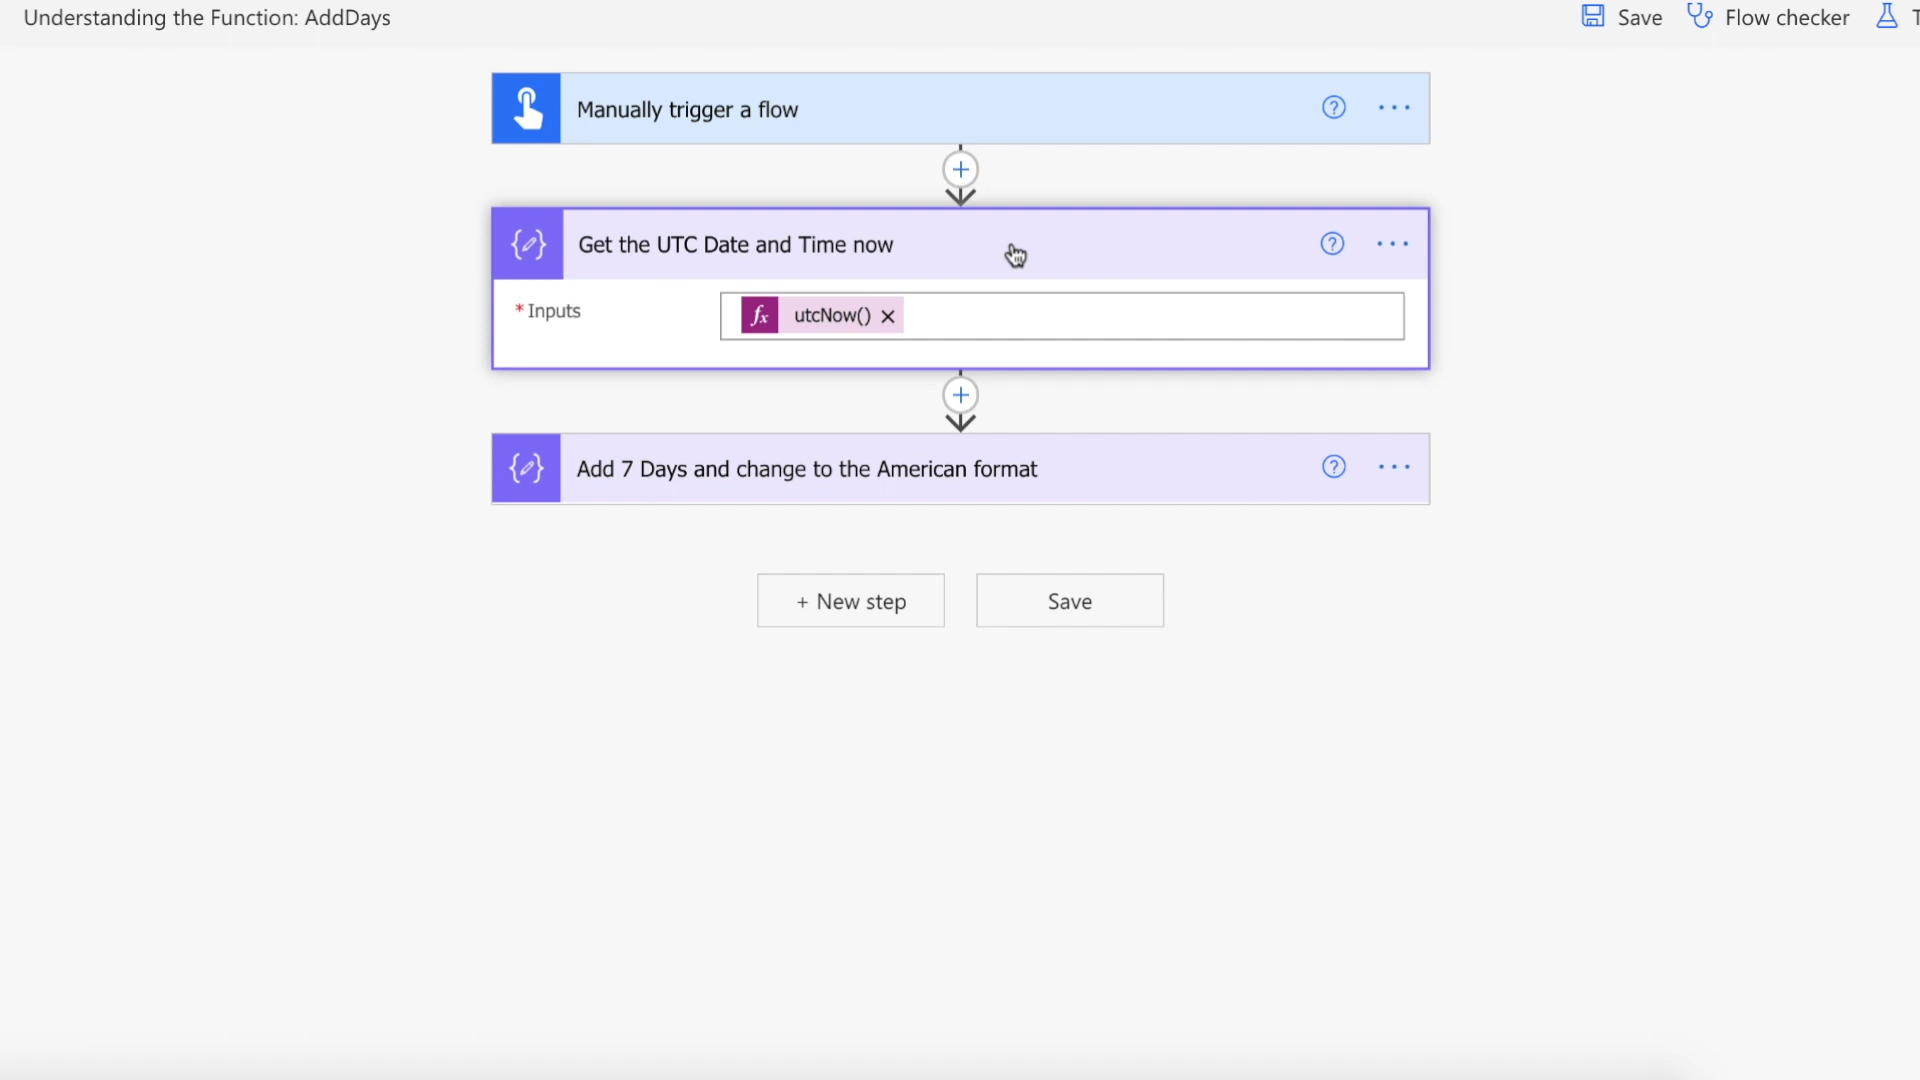 Understanding the Function: AddDays
Save
Flow checker
T
Manually trigger a flow
Get the UTC Date and Time now
* Inputs
fx utcNow() ×
Add 7 Days and change to the American format
+ New step
Save